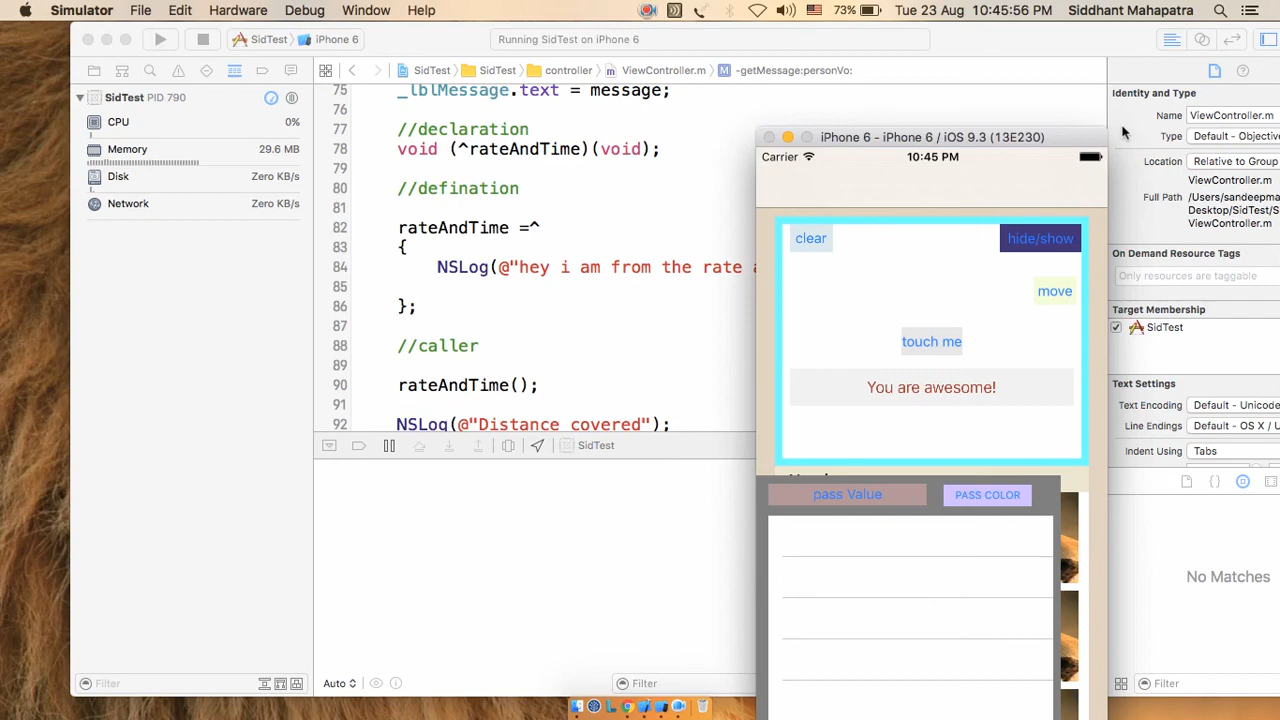 Simulator File Edit Hardware Debug Window Help 73% Tue 23 Aug 10:45:56 PM Siddhant Mahapatra
SidTest iPhone 6 Running SidTest on iPhone 6
SidTest SidTest controller ViewController.m M -getMessage:personVo:
SidTest PID 790
CPU 0%
Memory 29.6 MB
Disk Zero KB/s
Network Zero KB/s
Filter
75 _lblMessage.text = message;
76
77 //declaration
78 void (^rateAndTime)(void);
79
80 //defination
81
82 rateAndTime =^
83 {
84 NSLog(@"hey i am from the rate a
85
86 };
87
88 //caller
89
90 rateAndTime();
91
92 NSLog(@"Distance covered");
SidTest
Auto Filter
iPhone 6 - iPhone 6 / iOS 9.3 (13E230)
Carrier 10:45 PM
clear hide/show
move
touch me
You are awesome!
pass Value PASS COLOR
Identity and Type
Name ViewController.m
Type Default - Objective
Location Relative to Group
ViewController.m
Full Path /Users/sandeepma
Desktop/SidTest/S
ViewController.m
On Demand Resource Tags
Only resources are taggable
Target Membership
SidTest
Text Settings
Text Encoding Default - Unicode
Line Endings Default - OS X / U
Indent Using Tabs
No Matches
Filter